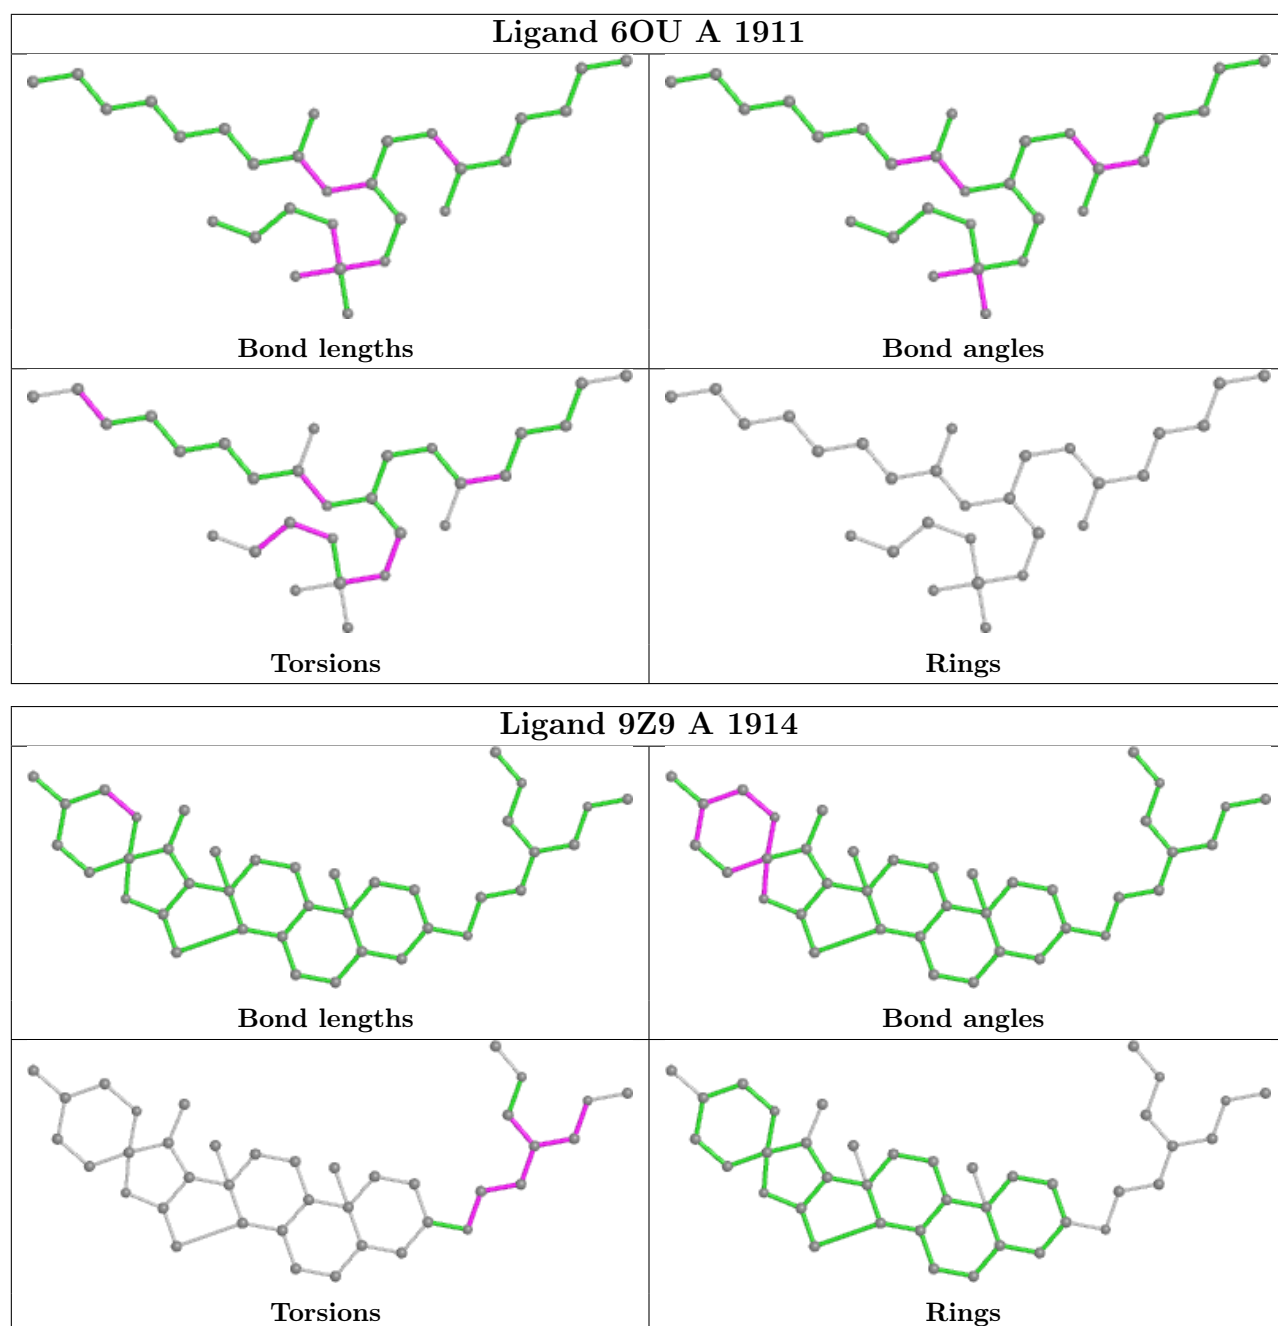 Ligand 6OU A 1911
Bond lengths
Bond angles
Torsions
Rings
Ligand 9Z9 A 1914
Bond lengths
Bond angles
Torsions
Rings